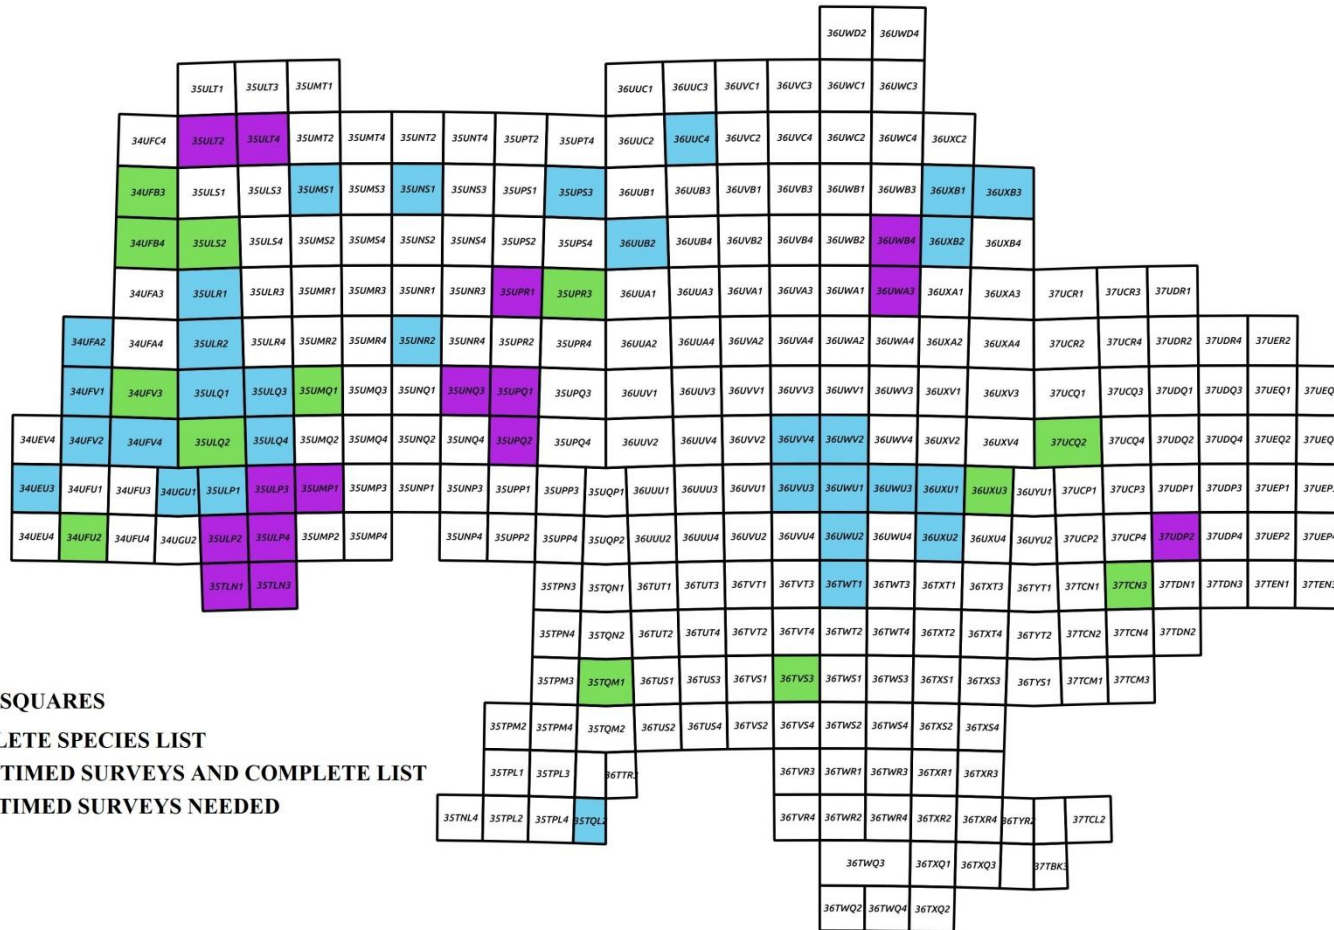 36UWD2 36UWD4
35ULT1 35ULT3 35UMT1 36UUC1 36UUC3 36UVC1 36UVC3 36UWC1 36UWC3
34UFC4 35ULT2 35ULT4 35UMT2 35UMT4 35UNT2 35UNT4 35UPT2 35UPT4 36UUC2 36UUC4 36UVC2 36UVC4 36UWC2 36UWC4 36UXC2
34UFB3 35ULS1 35ULS3 35UMS1 35UMS3 35UNS1 35UNS3 35UPS1 35UPS3 36UUB1 36UUB3 36UVB1 36UVB3 36UWB1 36UWB3 36UXB1 36UXB3
34UFB4 35ULS2 35ULS4 35UMS2 35UMS4 35UNS2 35UNS4 35UPS2 35UPS4 36UUB2 36UUB4 36UVB2 36UVB4 36UWB2 36UWB4 36UXB2 36UXB4
34UFA3 35ULR1 35ULR3 35UMR1 35UMR3 35UNR1 35UNR3 35UPR1 35UPR3 36UUA1 36UUA3 36UVA1 36UVA3 36UWA1 36UWA3 36UXA1 36UXA3 37UCR1 37UCR3 37UDR1
34UFA2 34UFA4 35ULR2 35ULR4 35UMR2 35UMR4 35UNR2 35UNR4 35UPR2 35UPR4 36UUA2 36UUA4 36UVA2 36UVA4 36UWA2 36UWA4 36UXA2 36UXA4 37UCR2 37UCR4 37UDR2 37UDR4 37UER2
34UFV1 34UFV3 35ULQ1 35ULQ3 35UMQ1 35UMQ3 35UNQ1 35UNQ3 35UPQ1 35UPQ3 36UUV1 36UUV3 36UVV1 36UVV3 36UWV1 36UWV3 36UXV1 36UXV3 37UCQ1 37UCQ3 37UDQ1 37UDQ3 37UEQ1 37UEQ
34UEV4 34UFV2 34UFV4 35ULQ2 35ULQ4 35UMQ2 35UMQ4 35UNQ2 35UNQ4 35UPQ2 35UPQ4 36UUV2 36UUV4 36UVV2 36UVV4 36UWV2 36UWV4 36UXV2 36UXV4 37UCQ2 37UCQ4 37UDQ2 37UDQ4 37UEQ2 37UEQ
34UEU3 34UFU1 34UFU3 34UGU1 35ULP1 35ULP3 35UMP1 35UMP3 35UNP1 35UNP3 35UPP1 35UPP3 35UQP1 36UUU1 36UUU3 36UVU1 36UVU3 36UWU1 36UWU3 36UXU1 36UXU3 36UYU1 37UCP1 37UCP3 37UDP1 37UDP3 37UEP1 37UEP
34UEU4 34UFU2 34UFU4 34UGU2 35ULP2 35ULP4 35UMP2 35UMP4 35UNP4 35UPP2 35UPP4 35UQP2 36UUU2 36UUU4 36UVU2 36UVU4 36UWU2 36UWU4 36UXU2 36UXU4 36UYU2 37UCP2 37UCP4 37UDP2 37UDP4 37UEP2 37UEP4
35TLN1 35TLN3 35TPN3 35TQN1 36TUT1 36TUT3 36TVT1 36TVT3 36TWT1 36TWT3 36TXT1 36TXT3 36TYT1 37TCN1 37TCN3 37TDN1 37TDN3 37TEN1 37TEN3
35TPN4 35TQN2 36TUT2 36TUT4 36TVT2 36TVT4 36TWT2 36TWT4 36TXT2 36TXT4 36TYT2 37TCN2 37TCN4 37TDN2
35TPM3 35TQM1 36TUS1 36TUS3 36TVS1 36TVS3 36TWS1 36TWS3 36TXS1 36TXS3 36TYS1 37TCM1 37TCM3
SQUARES
35TPM2 35TPM4 35TQM2 36TUS2 36TUS4 36TVS2 36TVS4 36TWS2 36TWS4 36TXS2 36TXS4
LETE SPECIES LIST
TIMED SURVEYS AND COMPLETE LIST
35TPL1 35TPL3 36TTR3 36TVR3 36TWR1 36TWR3 36TXR1 36TXR3
TIMED SURVEYS NEEDED
35TNL4 35TPL2 35TPL4 35TQL2 36TVR4 36TWR2 36TWR4 36TXR2 36TXR4 36TYR2 37TCL2
36TWQ3 36TXQ1 36TXQ3 37TBK3
36TWQ2 36TWQ4 36TXQ2